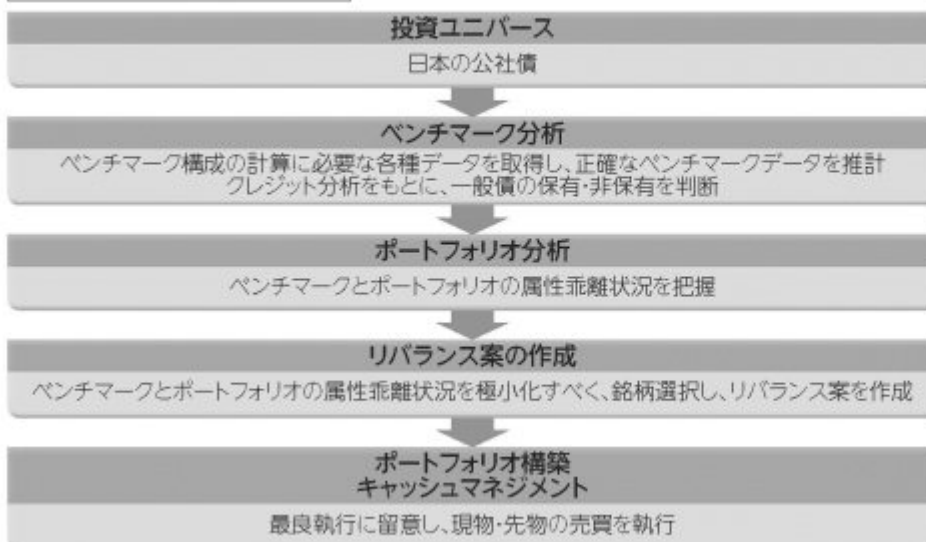 投資ユニバース
日本の公社債
ベンチマーク分析
ベンチマーク構成の計算に必要な各種データを取得し、正確なベンチマークデータを推計
クレジット分析をもとに、一般債の保有・非保有を判断
ポートフォリオ分析
ベンチマークとポートフォリオの属性乖離状況を把握
リバランス案の作成
ベンチマークとポートフォリオの属性乖離状況を極小化すべく、銘柄選択し、リバランス案を作成
ポートフォリオ構築
キャッシュマネジメント
最良執行に留意し、現物・先物の売買を執行